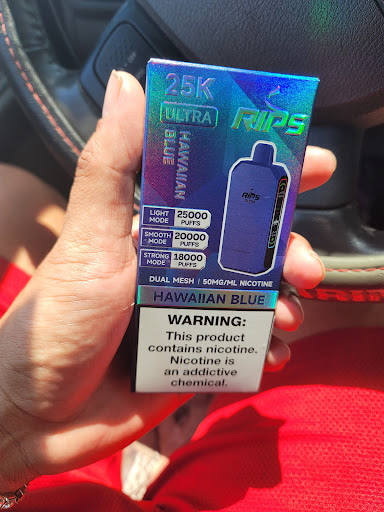 25K
ULTRA
RIPS
HAWAIIAN
BLUE
RIPS
LIGHT
MODE
25000
PUFFS
SMOOTH
MODE
20000
PUFFS
STRONG
MODE
18000
PUFFS
DUAL MESH | 50MG/ML NICOTINE
HAWAIIAN BLUE
WARNING:
This product
contains nicotine.
Nicotine is
an addictive
chemical.